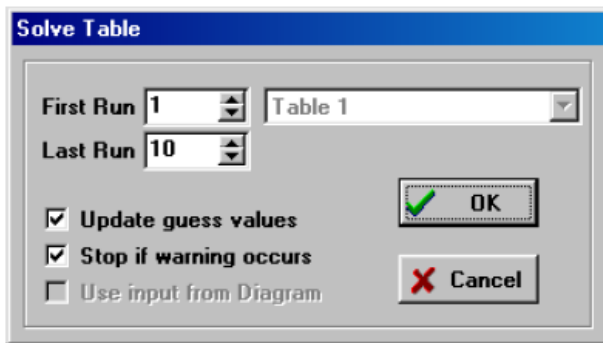 Solve Table
First Run 1 Table 1
Last Run 10
Update guess values
OK
Stop if warning occurs
Use input from Diagram
Cancel